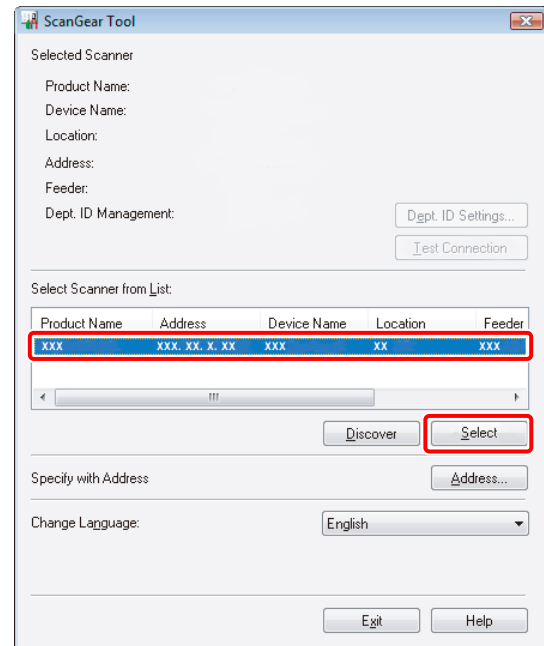 ScanGear Tool
Selected Scanner
Product Name:
Device Name:
Location:
Address:
Feeder:
Dept. ID Management:
Dept. ID Settings...
Test Connection
Select Scanner from List:
Product Name Address Device Name Location Feeder
xxx xxx. xx. x. xx xxx xx xxx
Discover Select
Specify with Address Address...
Change Language: English
Exit Help